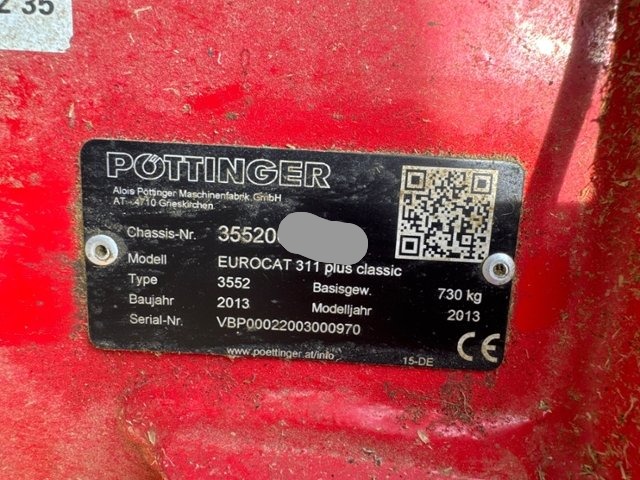 2 35
PÖTTINGER
Alois Pöttinger Maschinenfabrik GmbH
AT - 4710 Grieskirchen
Chassis-Nr. 35520
Modell EUROCAT 311 plus classic
Type 3552 Basisgew. 730 kg
Baujahr 2013 Modelljahr 2013
Serial-Nr. VBP00022003000970
www.poettinger.at/info 15-DE CE